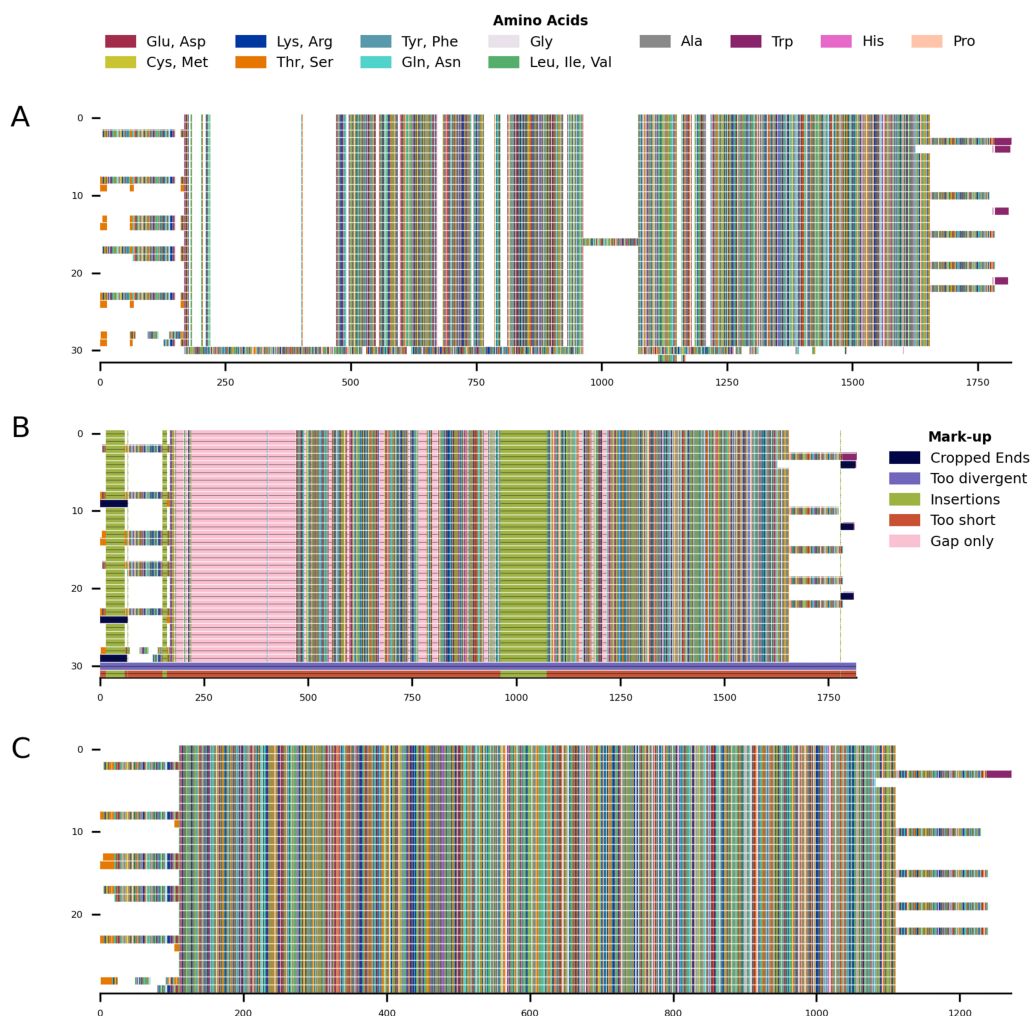 Amino Acids
Glu, Asp Lys, Arg Tyr, Phe Gly Ala Trp His Pro
Cys, Met Thr, Ser Gln, Asn Leu, Ile, Val
A
0
10
20
30
0 250 500 750 1000 1250 1500 1750
B
0
10
20
30
0 250 500 750 1000 1250 1500 1750
Mark-up
Cropped Ends
Too divergent
Insertions
Too short
Gap only
C
0
10
20
0 200 400 600 800 1000 1200